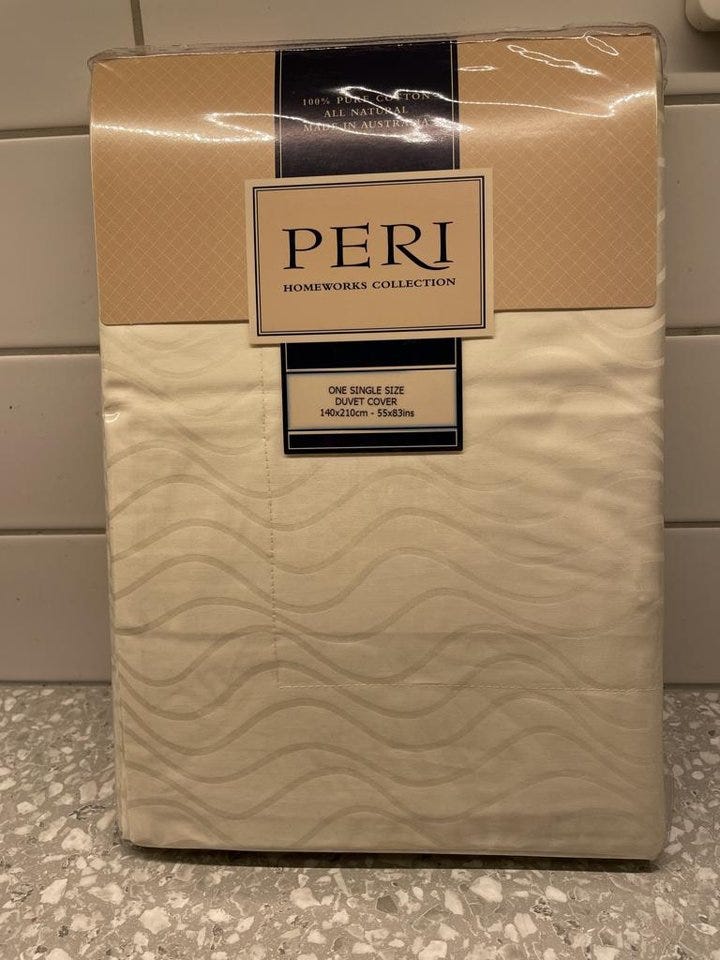 100% PURE COTTON
ALL NATURAL
MADE IN AUSTRALIA
PERI
HOMEWORKS COLLECTION
ONE SINGLE SIZE
DUVET COVER
140x210cm - 55x83ins